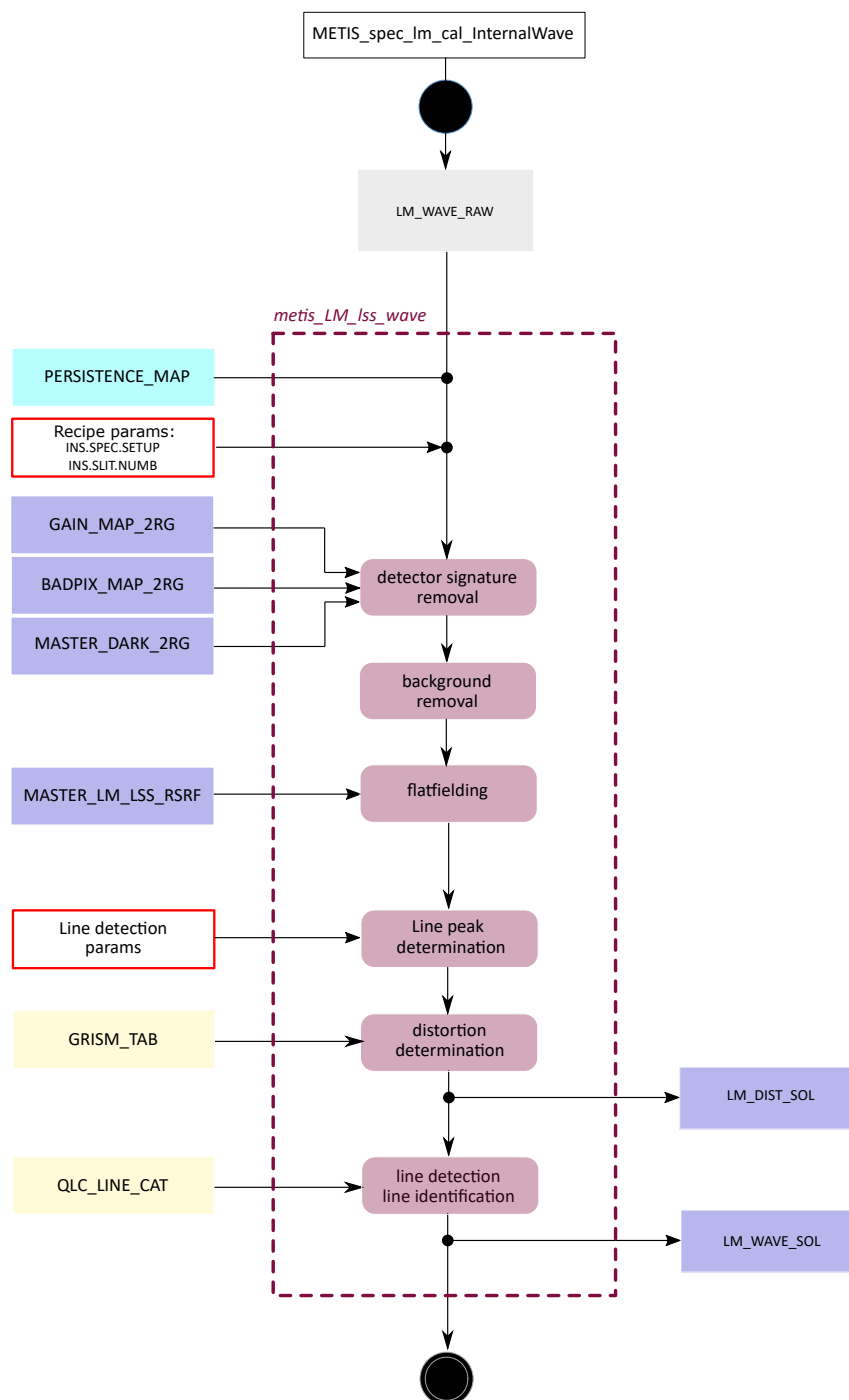 METIS_spec_lm_cal_InternalWave
LM_WAVE_RAW
metis_LM_lss_wave
PERSISTENCE_MAP
Recipe params:
INS.SPEC.SETUP
INS.SLIT.NUMB
GAIN_MAP_2RG
BADPIX_MAP_2RG
MASTER_DARK_2RG
detector signature
removal
background
removal
MASTER_LM_LSS_RSRF
flatfielding
Line detection
params
Line peak
determination
GRISM_TAB
distortion
determination
LM_DIST_SOL
QLC_LINE_CAT
line detection
line identification
LM_WAVE_SOL